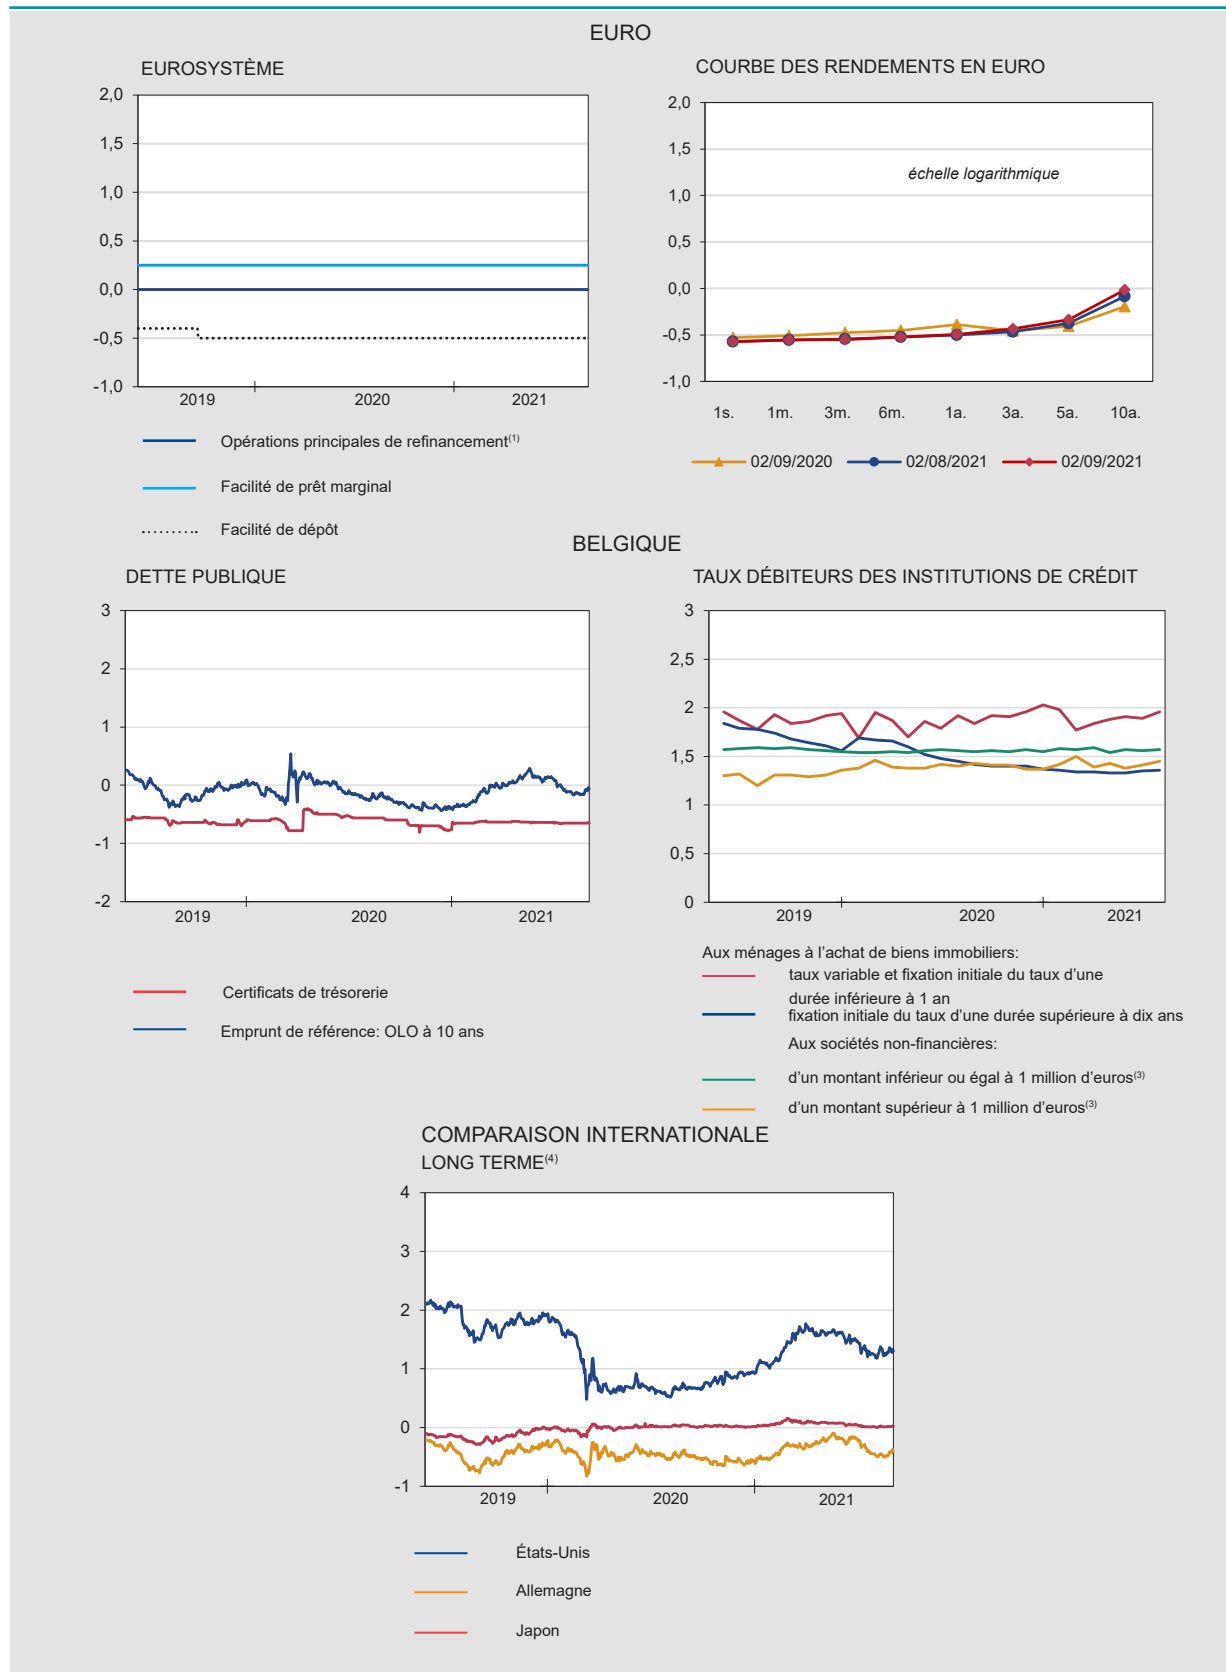 EURO
EUROSYSTÈME
2,0
1,5
1,0
0,5
0,0
-0,5
-1,0
2019 2020 2021
Opérations principales de refinancement(1)
Facilité de prêt marginal
Facilité de dépôt
COURBE DES RENDEMENTS EN EURO
2,0
1,5
1,0
0,5
0,0
-0,5
-1,0
échelle logarithmique
1s. 1m. 3m. 6m. 1a. 3a. 5a. 10a.
02/09/2020 02/08/2021 02/09/2021
BELGIQUE
DETTE PUBLIQUE
3
2
1
0
-1
-2
2019 2020 2021
Certificats de trésorerie
Emprunt de référence: OLO à 10 ans
TAUX DÉBITEURS DES INSTITUTIONS DE CRÉDIT
3
2,5
2
1,5
1
0,5
0
2019 2020 2021
Aux ménages à l’achat de biens immobiliers:
taux variable et fixation initiale du taux d’une
durée inférieure à 1 an
fixation initiale du taux d’une durée supérieure à dix ans
Aux sociétés non-financières:
d’un montant inférieur ou égal à 1 million d’euros(3)
d’un montant supérieur à 1 million d’euros(3)
COMPARAISON INTERNATIONALE
LONG TERME(4)
4
3
2
1
0
-1
2019 2020 2021
États-Unis
Allemagne
Japon